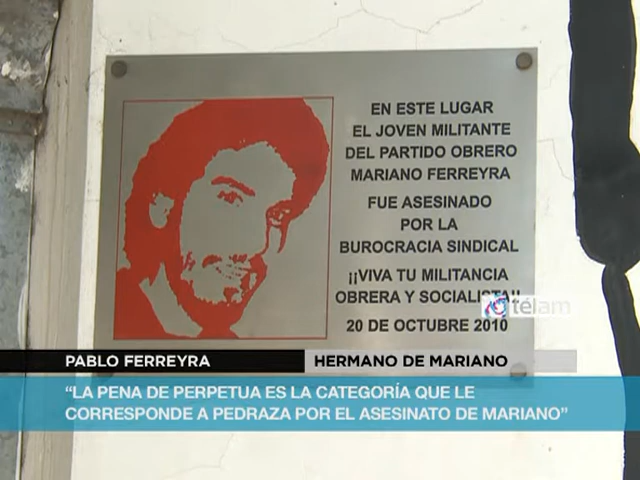 EN ESTE LUGAR
EL JOVEN MILITANTE
DEL PARTIDO OBRERO
MARIANO FERREYRA
FUE ASESINADO
POR LA
BUROCRACIA SINDICAL
¡¡VIVA TU MILITANCIA
OBRERA Y SOCIALISTA!!
télam
20 DE OCTUBRE 2010
PABLO FERREYRA
HERMANO DE MARIANO
“LA PENA DE PERPETUA ES LA CATEGORÍA QUE LE
CORRESPONDE A PEDRAZA POR EL ASESINATO DE MARIANO”